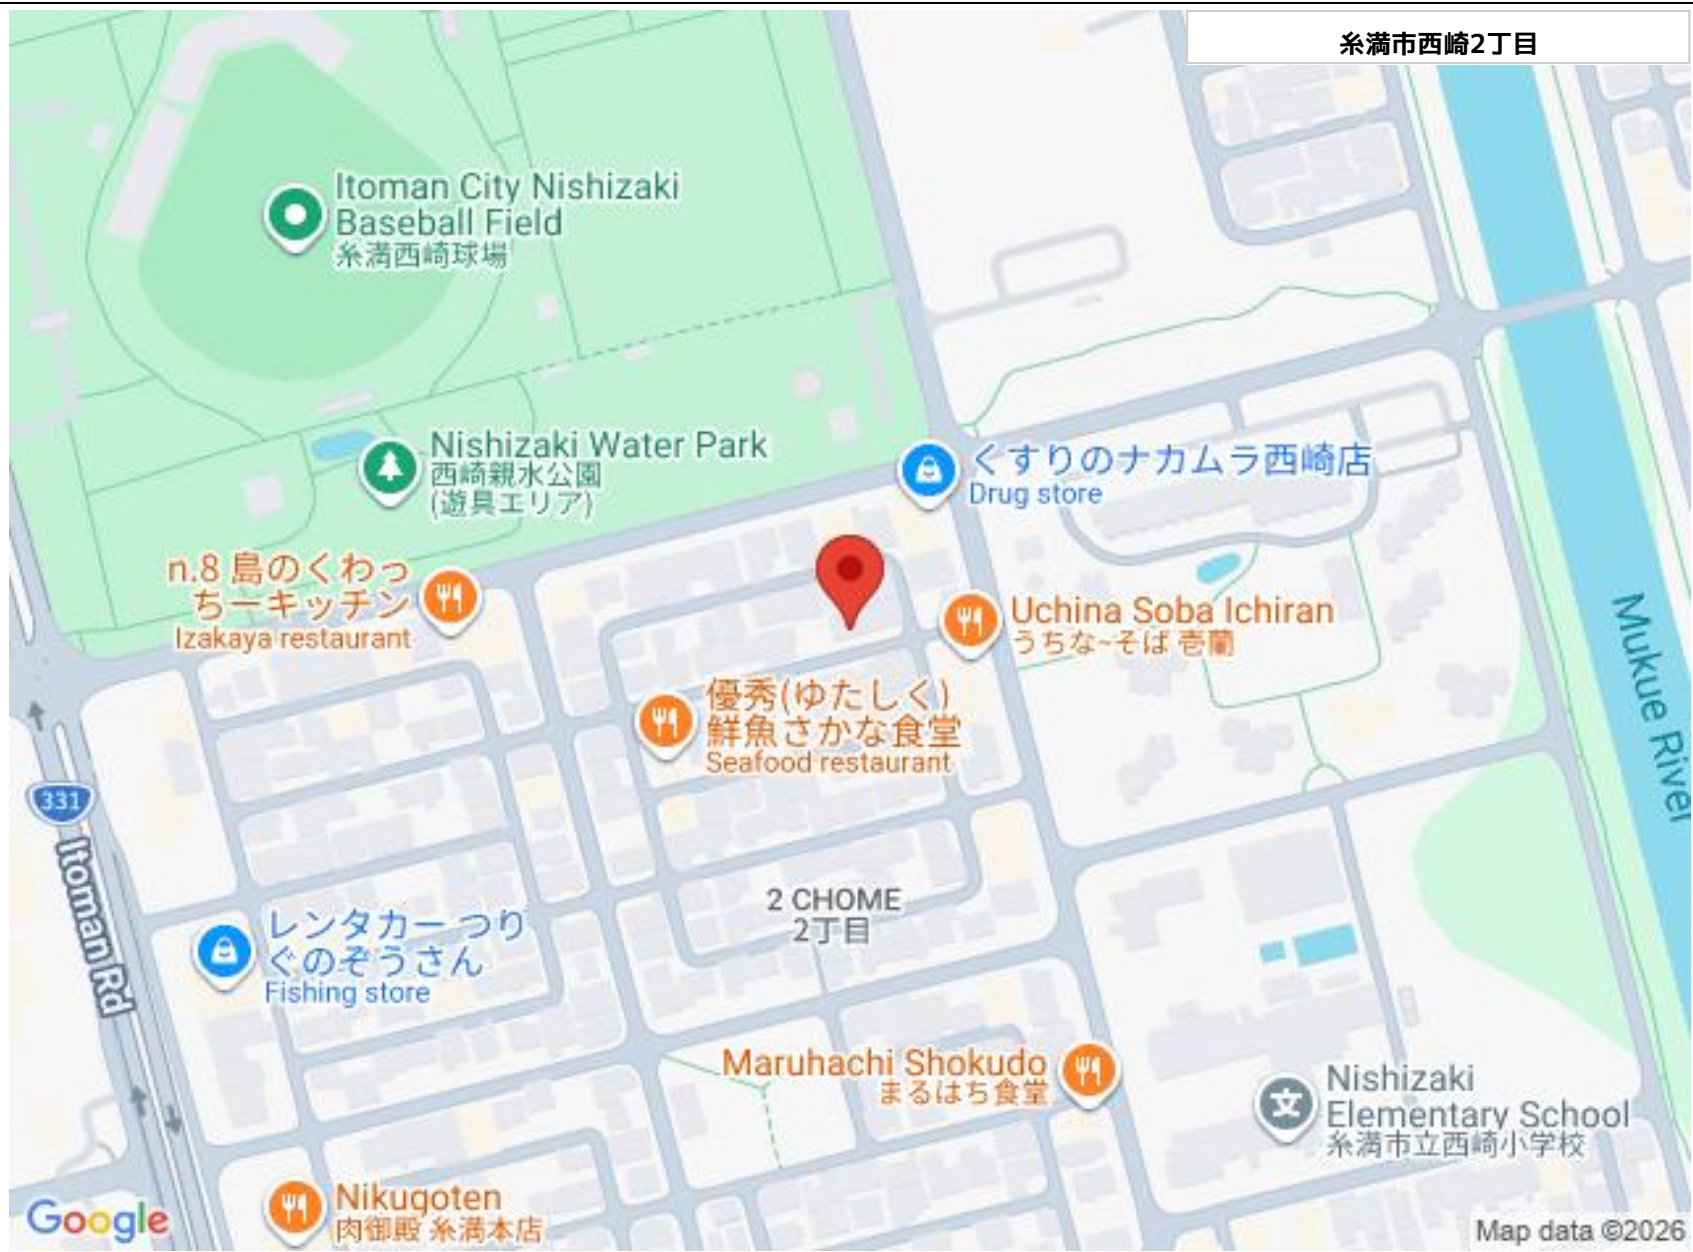 糸満市西崎2丁目
Itoman City Nishizaki
Baseball Field
糸満西崎球場
Nishizaki Water Park
西崎親水公園
(遊具エリア)
くすりのナカムラ西崎店
Drug store
n.8 島のくわっ
ちーキッチン
Izakaya restaurant
Uchina Soba Ichiran
うちな~そば 壱蘭
優秀(ゆたしく)
鮮魚さかな食堂
Seafood restaurant
Mukue River
331
Itoman Rd
2 CHOME
2丁目
レンタカー つり
ぐのぞうさん
Fishing store
Maruhachi Shokudo
まるはち食堂
文
Nishizaki
Elementary School
糸満市立西崎小学校
Nikugoten
肉御殿 糸満本店
Google
Map data ©2026